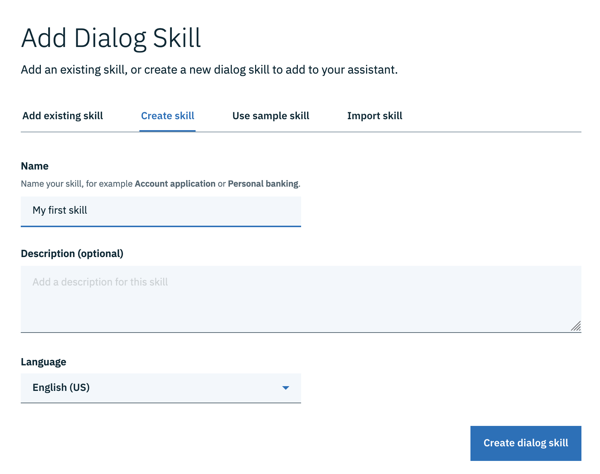 Add Dialog Skill
Add an existing skill, or create a new dialog skill to add to your assistant.
Add existing skill Create skill Use sample skill Import skill
Name
Name your skill, for example Account application or Personal banking.
My first skill
Description (optional)
Add a description for this skill
Language
English (US)
Create dialog skill